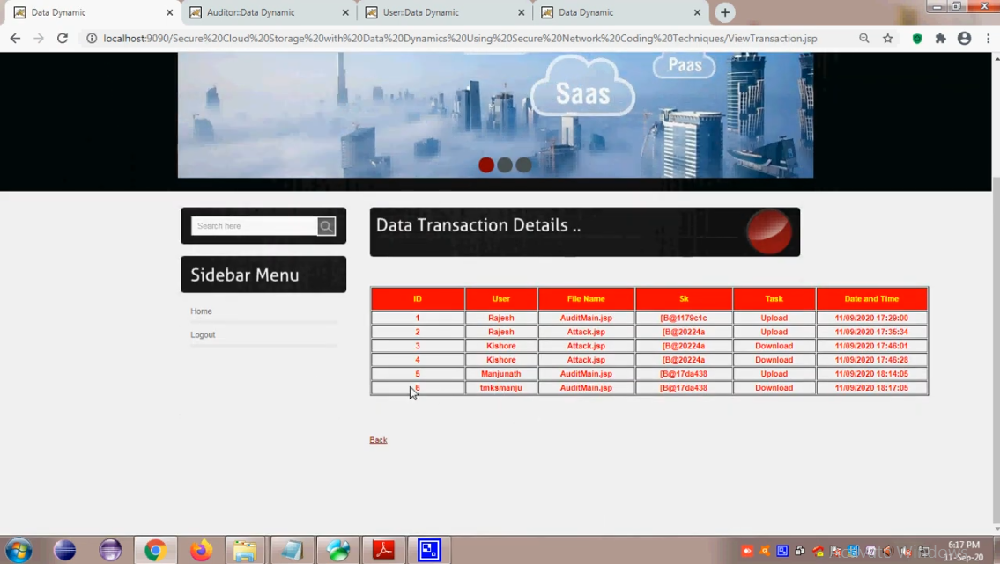 Data Dynamic
Auditor::Data Dynamic
User::Data Dynamic
Data Dynamic
localhost:9090/Secure%20Cloud%20Storage%20with%20Data%20Dynamics%20Using%20Secure%20Network%20Coding%20Techniques/ViewTransaction.jsp
Paas
Saas
Search here
Data Transaction Details ..
Sidebar Menu
Home
Logout
ID User File Name Sk Task Date and Time
1 Rajesh AuditMain.jsp [B@1179c1c Upload 11/09/2020 17:29:00
2 Rajesh Attack.jsp [B@20224a Upload 11/09/2020 17:35:34
3 Kishore Attack.jsp [B@20224a Download 11/09/2020 17:46:01
4 Kishore Attack.jsp [B@20224a Download 11/09/2020 17:46:28
5 Manjunath AuditMain.jsp [B@17da438 Upload 11/09/2020 18:14:05
6 tmksmanju AuditMain.jsp [B@17da438 Download 11/09/2020 18:17:05
Back
Activate Windows
6:17 PM
11-Sep-20